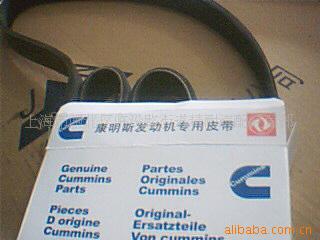 康明斯发动机专用皮带
Genuine
Cummins
Parts
Partes
Originales
Cummins
Cummins
Pieces
D origine
Cummins
Original-
Ersatzteile
Von cummins
alibaba.com.cn